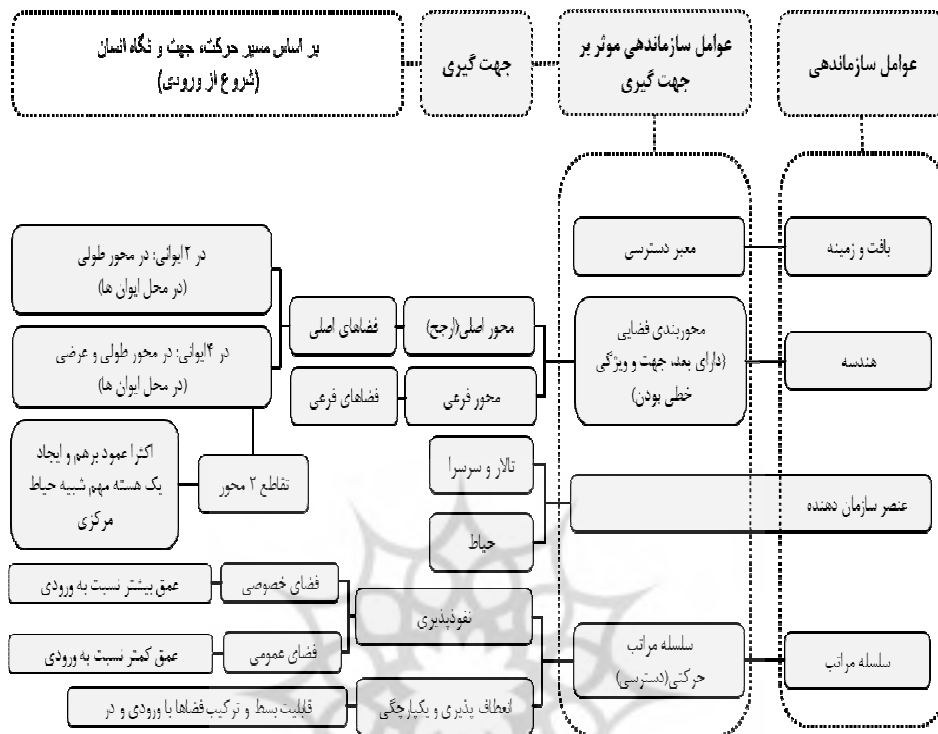 عوامل سازماندهی
عوامل سازماندهی موثر بر
جهت گیری
جهت گیری
بر اساس مسیر حرکت، جهت و نگاه انسان
(شروع از ورودی)
بافت و زمینه
معبر دسترسی
هندسه
محوربندی فضایی
(دارای بعد، جهت و ویژگی
خطی بودن)
محور اصلی(ارجح)
فضاهای اصلی
در ۲ایوانی: در محور طولی
(در محل ایوان ها)
در ۴ایوانی: در محور طولی و عرضی
(در محل ایوان ها)
محور فرعی
فضاهای فرعی
تقاطع ۲ محور
اکثرا عمود برهم و ایجاد
یک هسته مهم شبیه حیاط
مرکزی
عنصر سازمان دهنده
تالار و سرسرا
حیاط
سلسله مراتب
سلسله مراتب
حرکتی(دسترسی)
نفوذپذیری
فضای خصوصی
عمق بیشتر نسبت به ورودی
فضای عمومی
عمق کمتر نسبت به ورودی
انعطاف پذیری و یکپارچگی
قابلیت بسط و ترکیب فضاها با ورودی و در